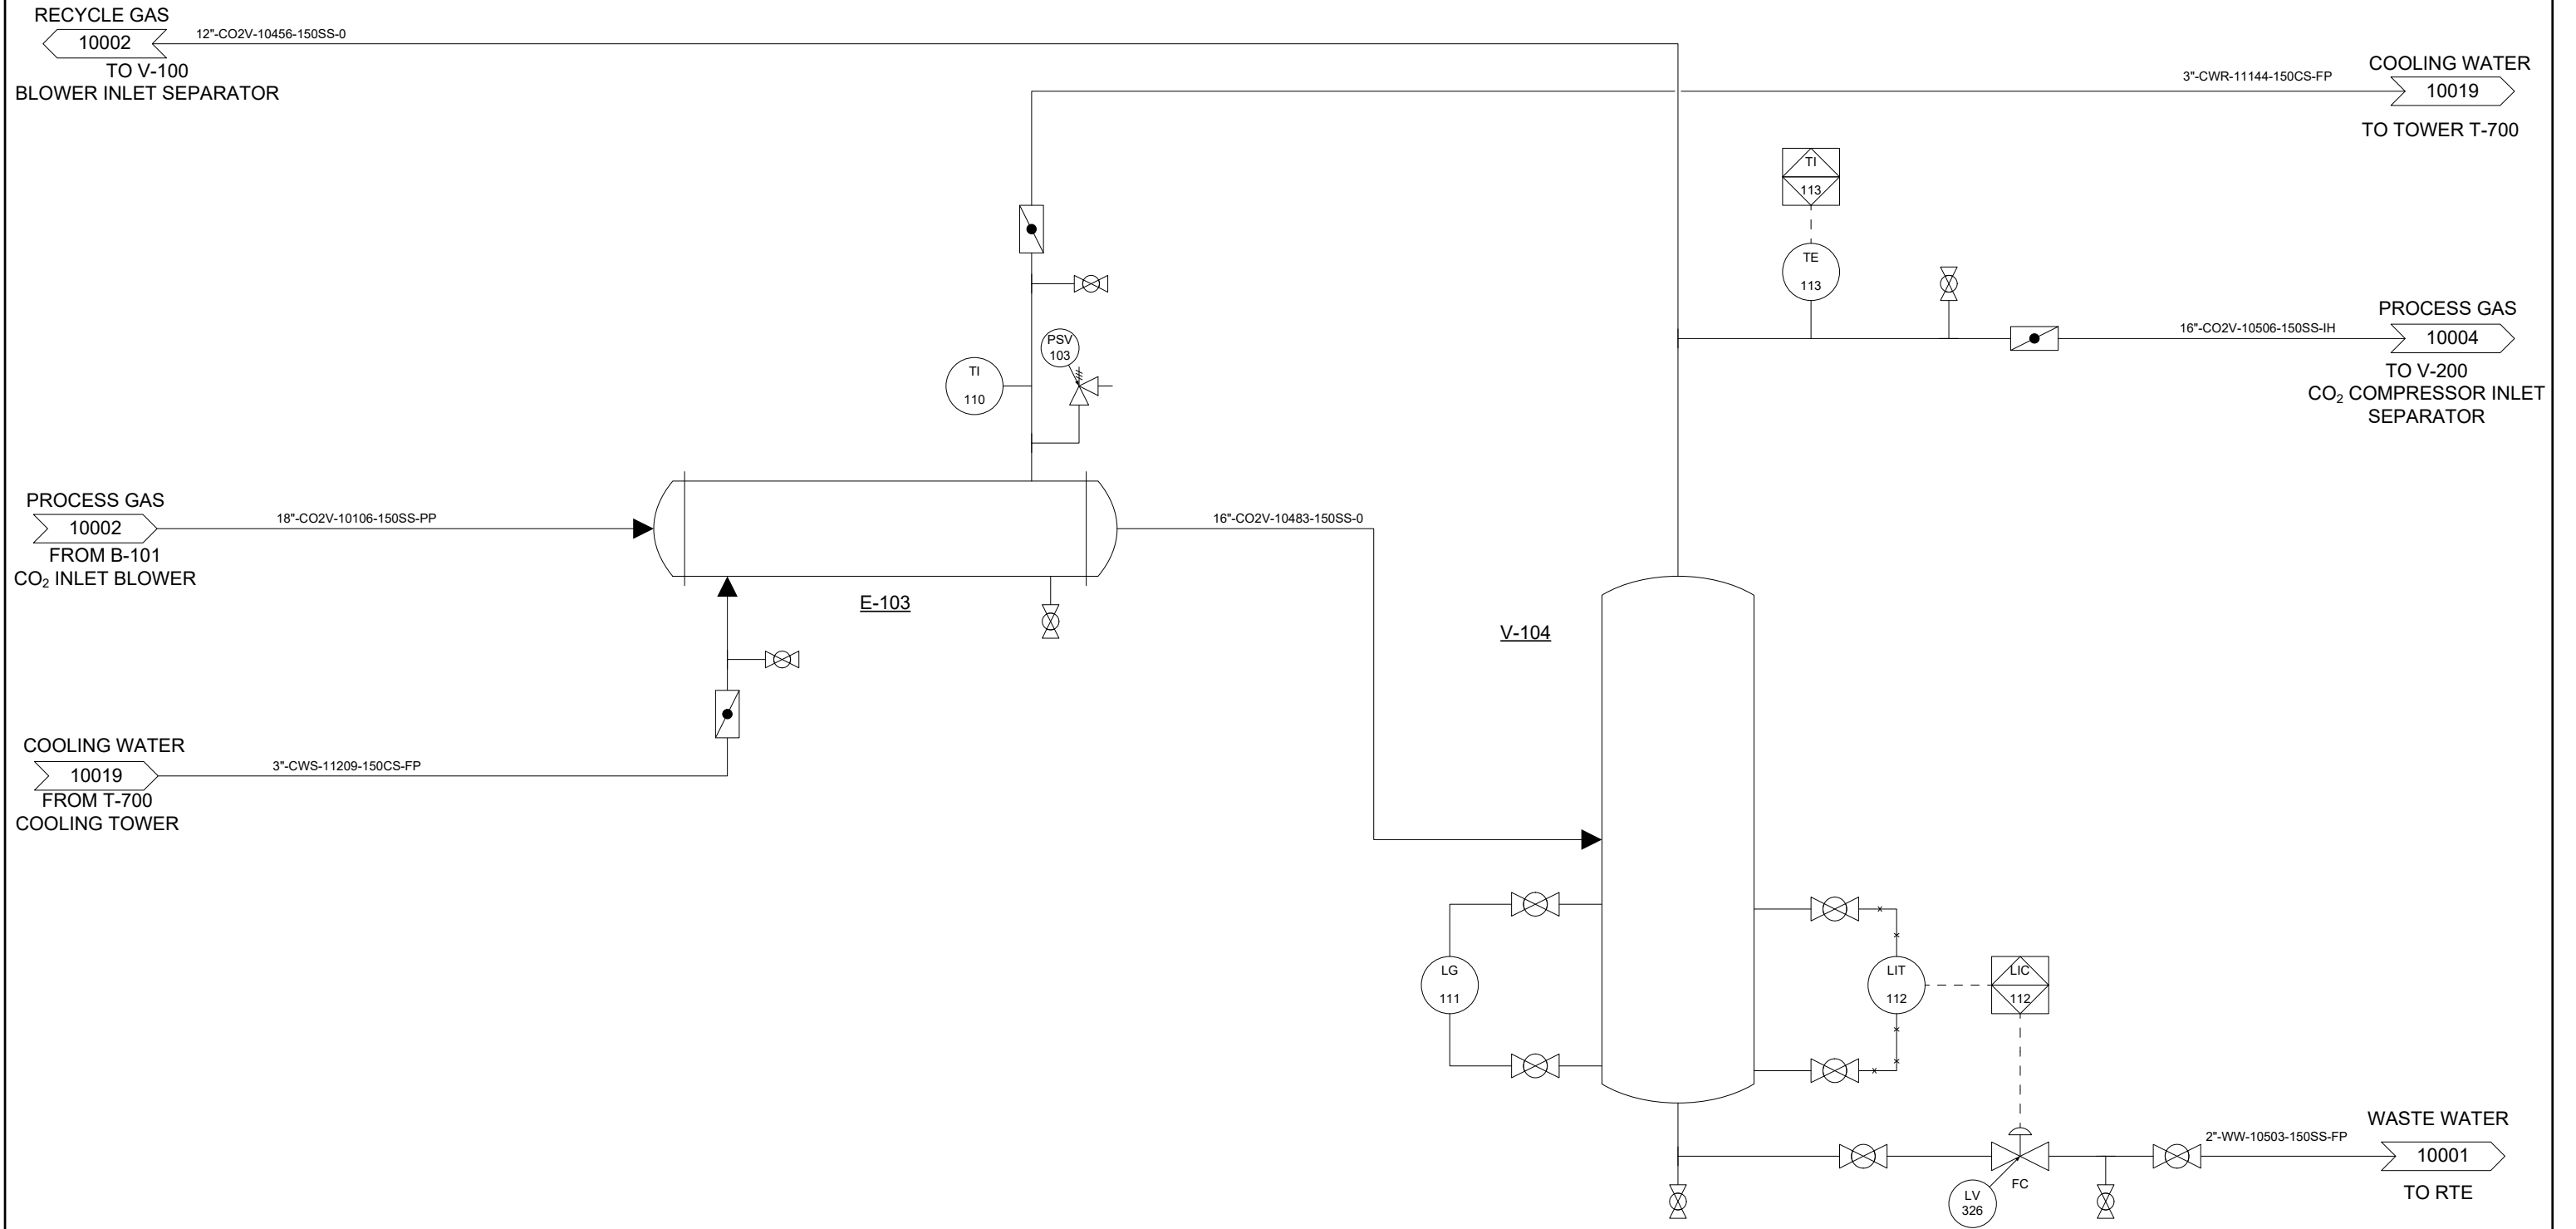 RECYCLE GAS
10002
12"-CO2V-10456-150SS-0
TO V-100
BLOWER INLET SEPARATOR
COOLING WATER
3"-CWR-11144-150CS-FP
10019
TO TOWER T-700
TI
113
TE
113
PSV
103
TI
110
PROCESS GAS
16"-CO2V-10506-150SS-IH
10004
TO V-200
CO₂ COMPRESSOR INLET
SEPARATOR
PROCESS GAS
10002
18"-CO2V-10106-150SS-PP
FROM B-101
CO₂ INLET BLOWER
16"-CO2V-10483-150SS-0
E-103
V-104
COOLING WATER
10019
3"-CWS-11209-150CS-FP
FROM T-700
COOLING TOWER
LG
111
LIT
112
LIC
112
WASTE WATER
2"-WW-10503-150SS-FP
10001
TO RTE
FC
LV
326